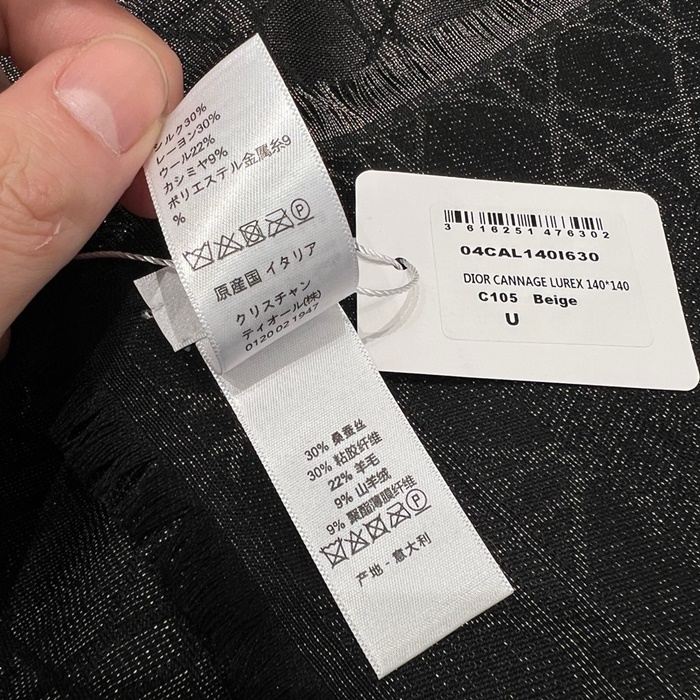 シルク30%
レーヨン30%
ウール22%
カシミヤ9%
ポリエステル金属糸9
%
P
原産国 イタリア
クリスチャン
ディオール(株)
0120 02 1947
3 616251 476302
04CAL140I630
DIOR CANNAGE LUREX 140*140
C105 Beige
U
30% 桑蚕丝
30% 粘胶纤维
22% 羊毛
9% 山羊绒
9% 聚酯薄膜纤维
P
产地 - 意大利